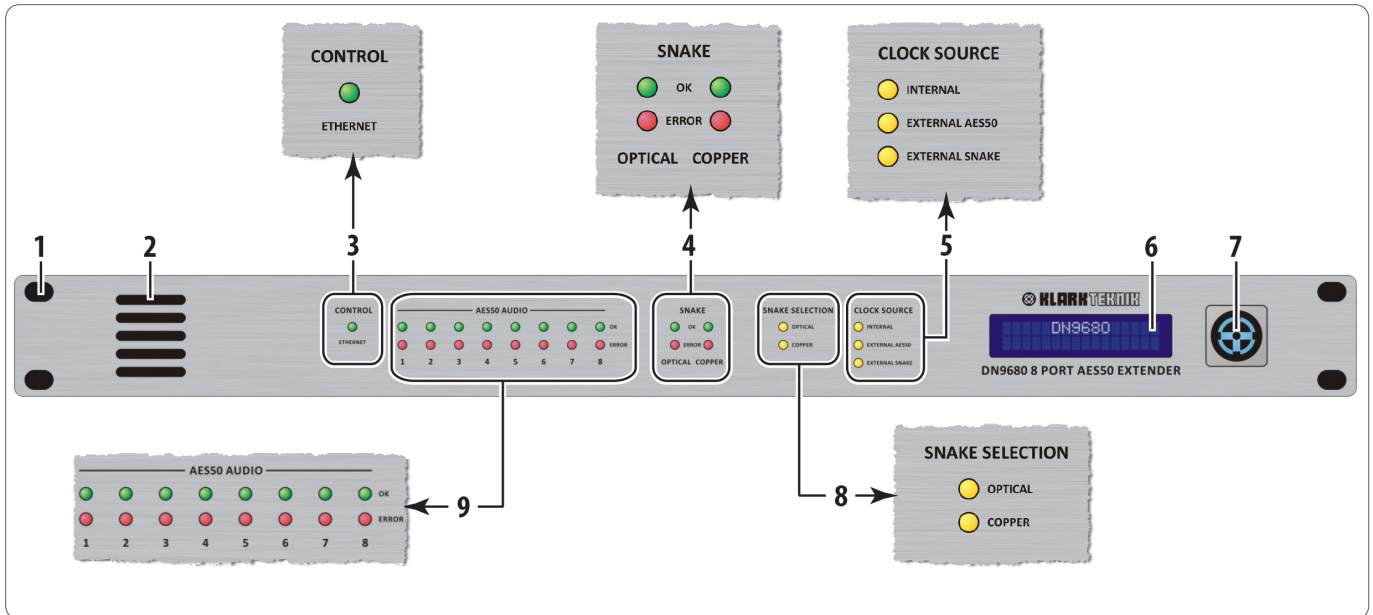 CONTROL
ETHERNET
SNAKE
OK
ERROR
OPTICAL COPPER
CLOCK SOURCE
INTERNAL
EXTERNAL AES50
EXTERNAL SNAKE
1
2
3
4
5
6
7
CONTROL
ETHERNET
AES50 AUDIO
OK
ERROR
1 2 3 4 5 6 7 8
SNAKE
OK
ERROR
OPTICAL COPPER
SNAKE SELECTION
OPTICAL
COPPER
CLOCK SOURCE
INTERNAL
EXTERNAL AES50
EXTERNAL SNAKE
KLARK TEKNIK
DN9680
DN9680 8 PORT AES50 EXTENDER
AES50 AUDIO
OK
ERROR
1 2 3 4 5 6 7 8
9
8
SNAKE SELECTION
OPTICAL
COPPER